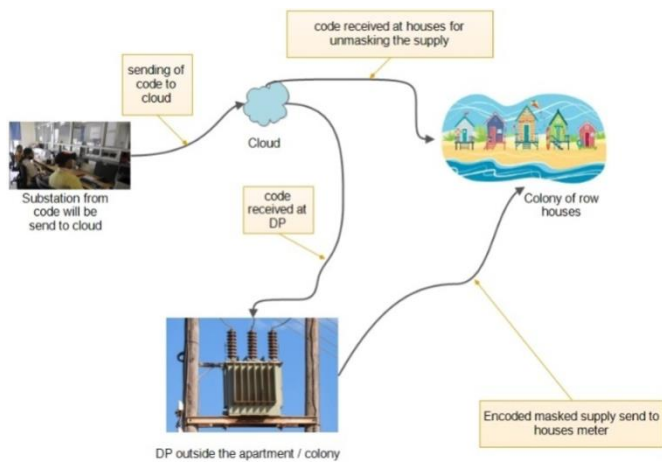 code received at houses for
unmasking the supply
sending of
code to
cloud
Cloud
Substation from
code will be
send to cloud
code
received at
DP
Colony of row
houses
Encoded masked supply send to
houses meter
DP outside the apartment / colony